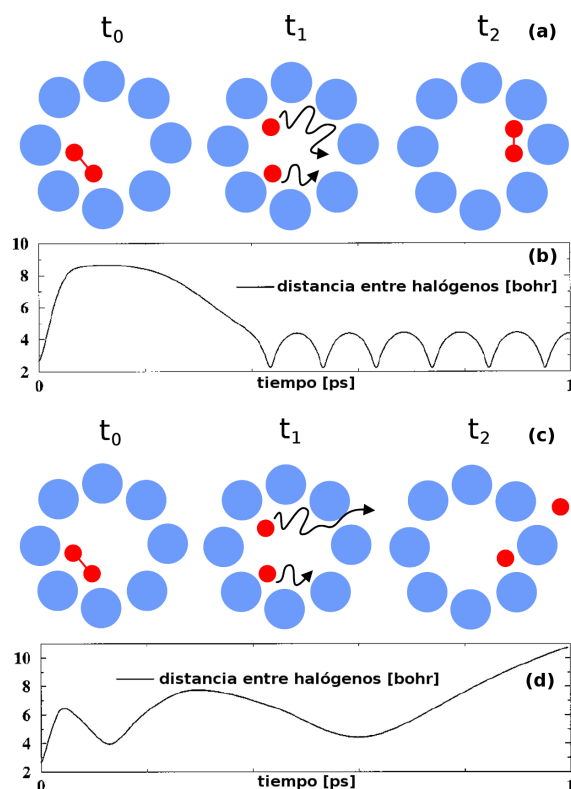 t0 t1 t2 (a)
10
8
6
4
2
(b)
distancia entre halógenos [bohr]
0 tiempo [ps] 1
t0 t1 t2 (c)
10
8
6
4
2
(d)
distancia entre halógenos [bohr]
0 tiempo [ps] 1